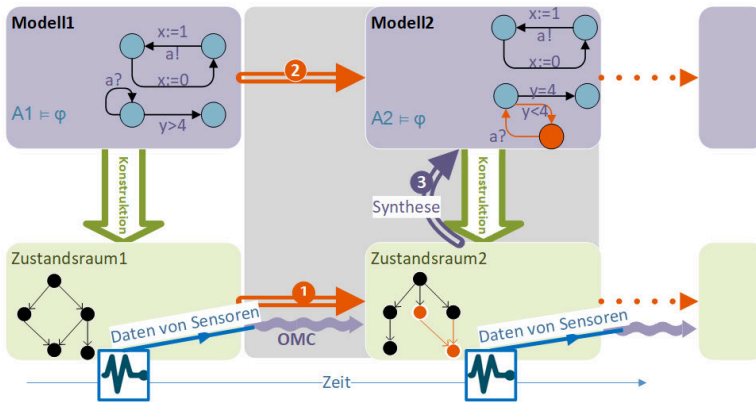 Modell1
x:=1
a!
x:=0
a?
y>4
A1 ⊨ φ
2
Modell2
x:=1
a!
x:=0
y=4
y<4
a?
A2 ⊨ φ
Konstruktion
3
Synthese
Konstruktion
Zustandsraum1
1
Daten von Sensoren
OMC
Zustandsraum2
Daten von Sensoren
Zeit